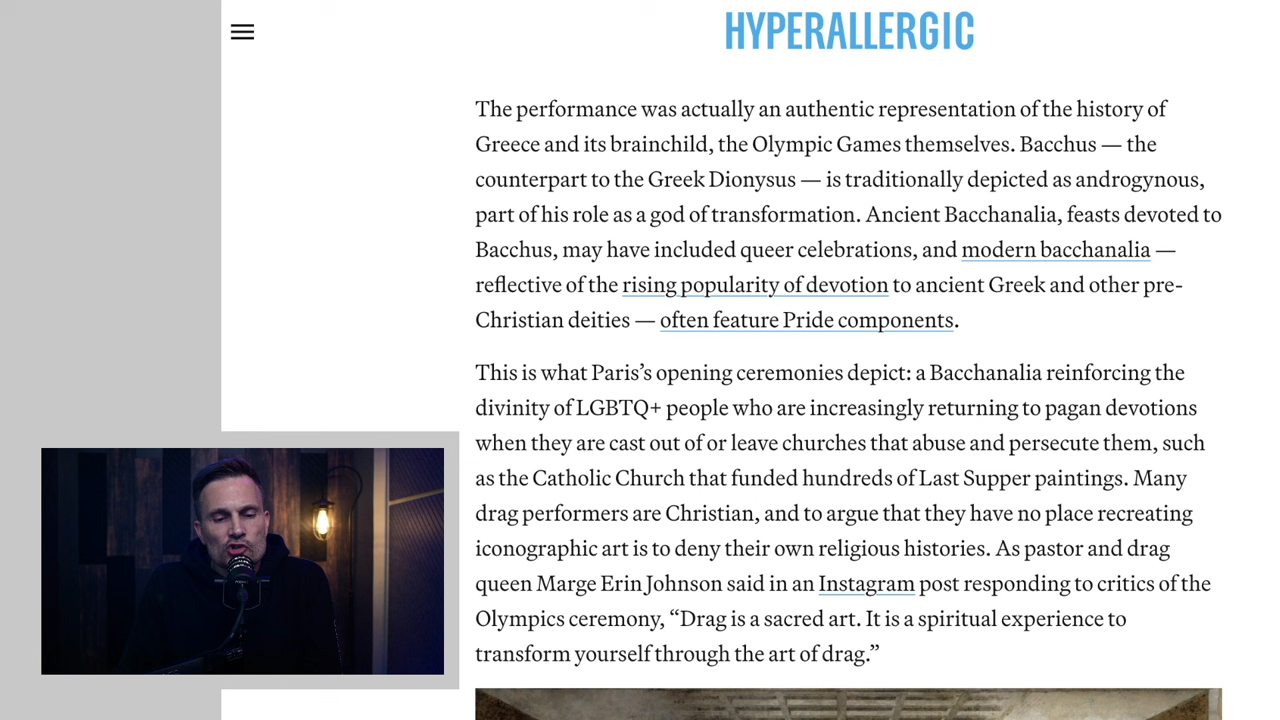 HYPERALLERGIC
The performance was actually an authentic representation of the history of
Greece and its brainchild, the Olympic Games themselves. Bacchus — the
counterpart to the Greek Dionysus — is traditionally depicted as androgynous,
part of his role as a god of transformation. Ancient Bacchanalia, feasts devoted to
Bacchus, may have included queer celebrations, and modern bacchanalia —
reflective of the rising popularity of devotion to ancient Greek and other pre-
Christian deities — often feature Pride components.
This is what Paris’s opening ceremonies depict: a Bacchanalia reinforcing the
divinity of LGBTQ+ people who are increasingly returning to pagan devotions
when they are cast out of or leave churches that abuse and persecute them, such
as the Catholic Church that funded hundreds of Last Supper paintings. Many
drag performers are Christian, and to argue that they have no place recreating
iconographic art is to deny their own religious histories. As pastor and drag
queen Marge Erin Johnson said in an Instagram post responding to critics of the
Olympics ceremony, “Drag is a sacred art. It is a spiritual experience to
transform yourself through the art of drag.”